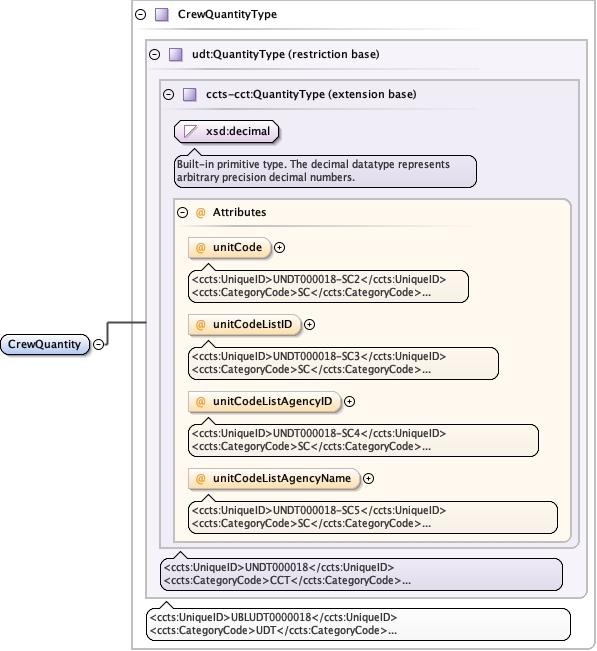 CrewQuantityType
udt:QuantityType (restriction base)
ccts-cct:QuantityType (extension base)
xsd:decimal
Built-in primitive type. The decimal datatype represents
arbitrary precision decimal numbers.
@ Attributes
@ unitCode
<ccts:UniqueID>UNDT000018-SC2</ccts:UniqueID>
<ccts:CategoryCode>SC</ccts:CategoryCode>...
@ unitCodeListID
<ccts:UniqueID>UNDT000018-SC3</ccts:UniqueID>
<ccts:CategoryCode>SC</ccts:CategoryCode>...
CrewQuantity
@ unitCodeListAgencyID
<ccts:UniqueID>UNDT000018-SC4</ccts:UniqueID>
<ccts:CategoryCode>SC</ccts:CategoryCode>...
@ unitCodeListAgencyName
<ccts:UniqueID>UNDT000018-SC5</ccts:UniqueID>
<ccts:CategoryCode>SC</ccts:CategoryCode>...
<ccts:UniqueID>UNDT000018</ccts:UniqueID>
<ccts:CategoryCode>CCT</ccts:CategoryCode>...
<ccts:UniqueID>UBLUDT0000018</ccts:UniqueID>
<ccts:CategoryCode>UDT</ccts:CategoryCode>...